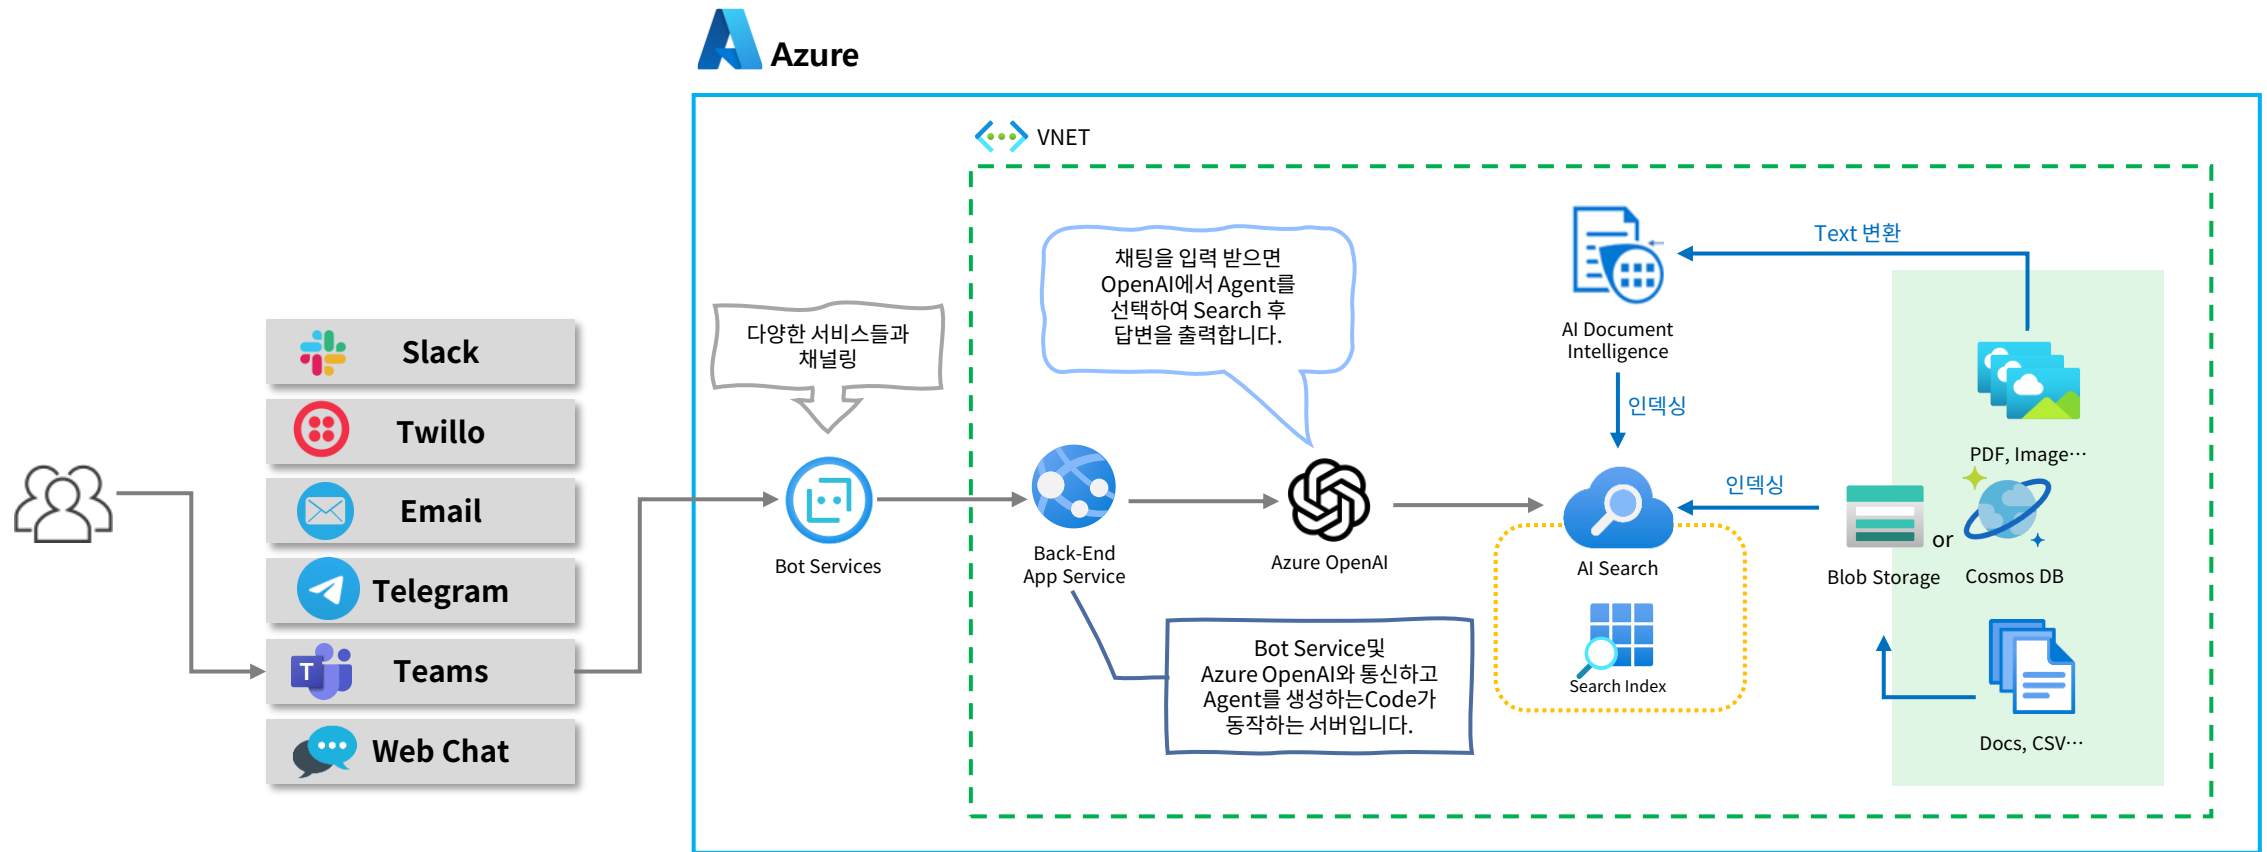 Azure
VNET
Slack
Twillo
Email
Telegram
T
Teams
Web Chat
다양한 서비스들과
채널링
Bot Services
채팅을 입력 받으면
OpenAI에서 Agent를
선택하여 Search 후
답변을 출력합니다.
Back-End
App Service
Azure OpenAI
Bot Service및
Azure OpenAI와 통신하고
Agent를 생성하는Code가
동작하는 서버입니다.
AI Document
Intelligence
Text 변환
인덱싱
인덱싱
AI Search
Search Index
Blob Storage
or
PDF, Image…
Cosmos DB
Docs, CSV…